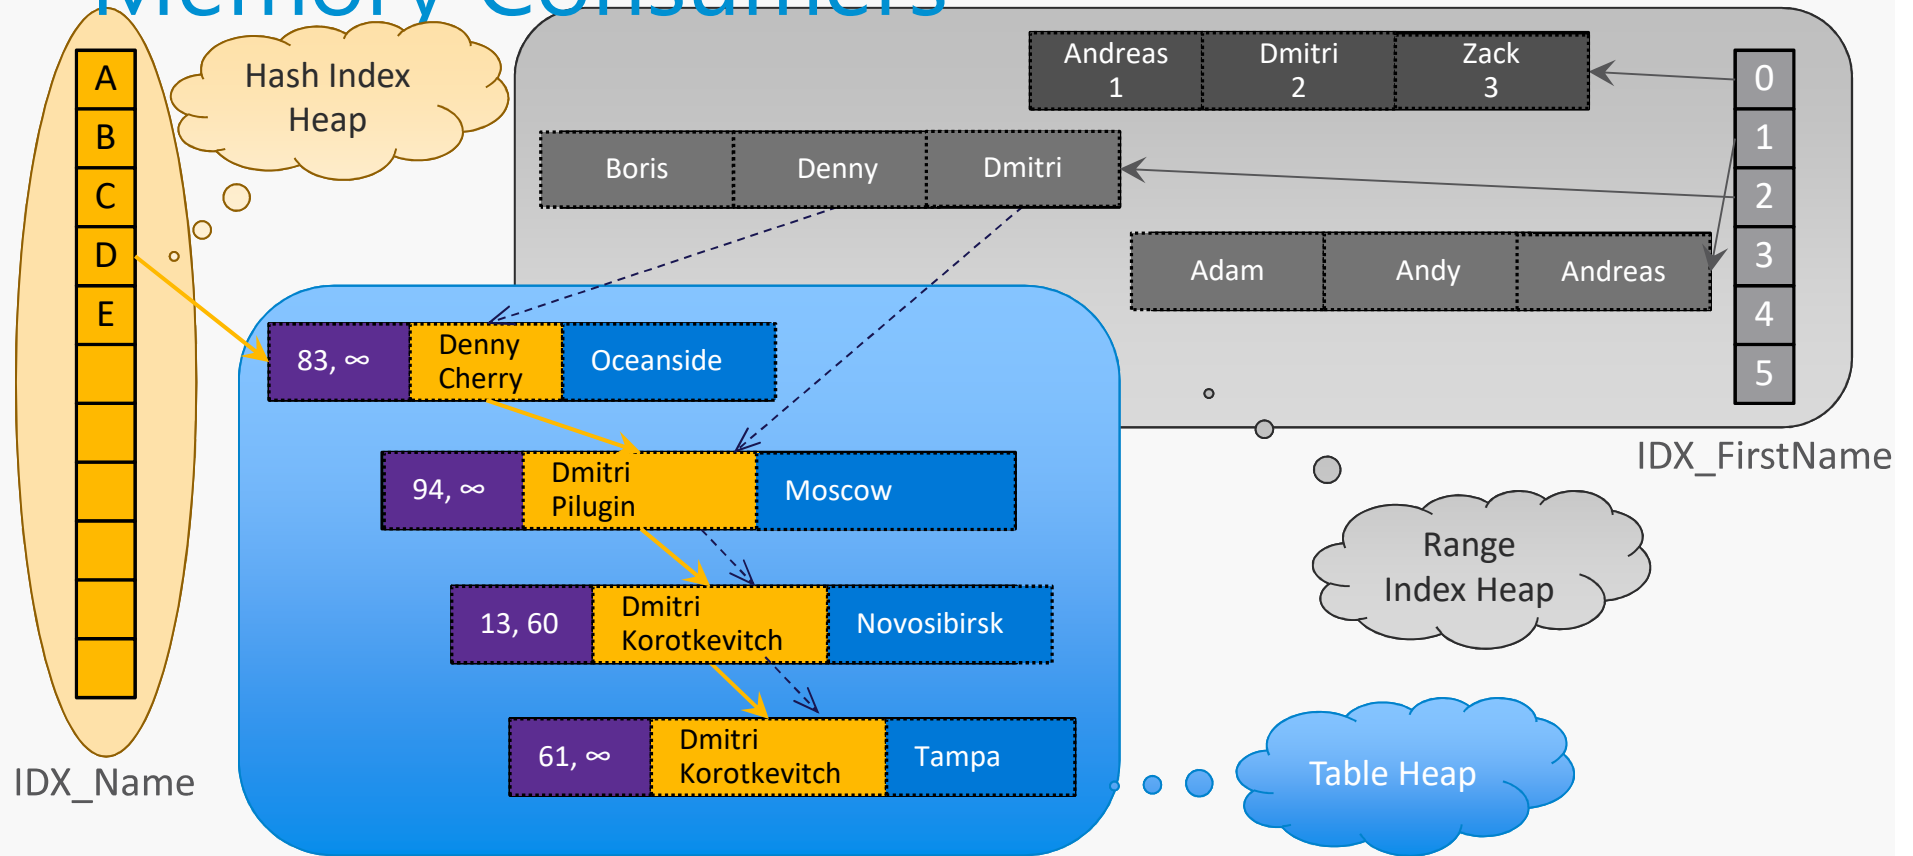 Memory Consumers
A
B
C
D
E
IDX_Name
Hash Index
Heap
Andreas
1
Dmitri
2
Zack
3
Boris
Denny
Dmitri
Adam
Andy
Andreas
0
1
2
3
4
5
IDX_FirstName
83, ∞
Denny
Cherry
Oceanside
94, ∞
Dmitri
Pilugin
Moscow
13, 60
Dmitri
Korotkevitch
Novosibirsk
61, ∞
Dmitri
Korotkevitch
Tampa
Range
Index Heap
Table Heap